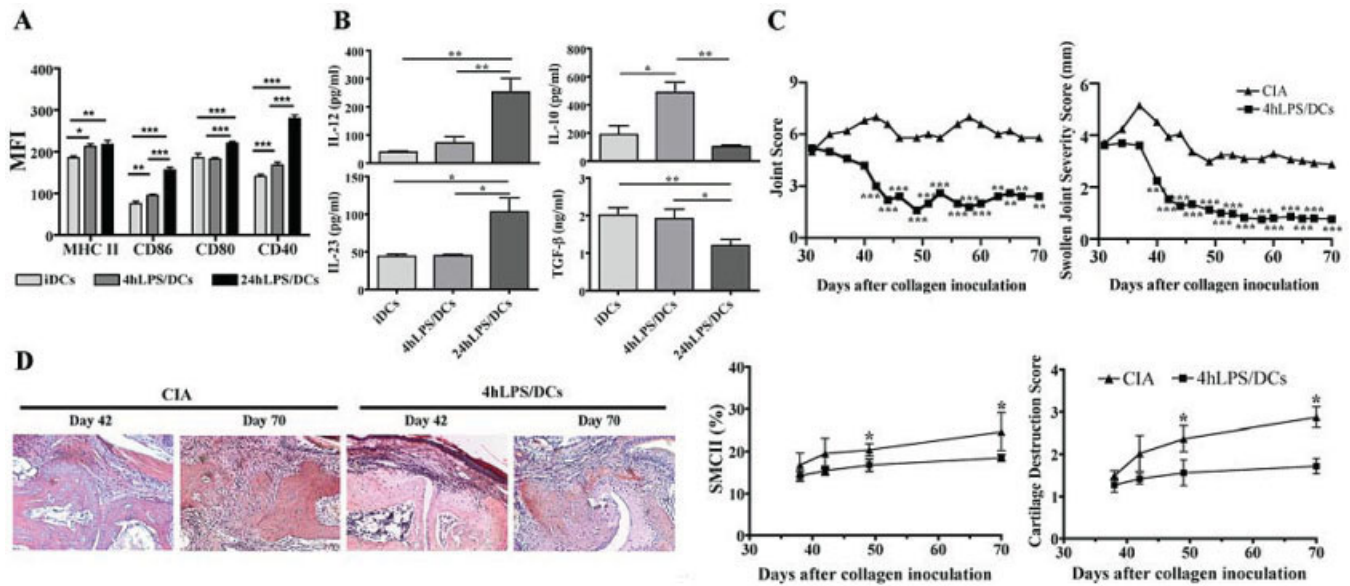 A
MFI
400
300
200
100
0
* ** ** *** *** *** *** *** *** ***
MHC II CD86 CD80 CD40
iDCs 4hLPS/DCs 24hLPS/DCs
B
IL-12 (pg/ml)
400
300
200
100
0
**
**
IL-10 (pg/ml)
800
600
400
200
0
*
**
IL-23 (pg/ml)
150
100
50
0
*
*
iDCs 4hLPS/DCs 24hLPS/DCs
TGF-β (ng/ml)
3
2
1
0
**
*
iDCs 4hLPS/DCs 24hLPS/DCs
C
Joint Score
9
6
3
0
30 40 50 60 70
Days after collagen inoculation
Swollen Joint Severity Score (mm)
6
5
4
3
2
1
0
CIA
4hLPS/DCs
30 40 50 60 70
Days after collagen inoculation
D
CIA 4hLPS/DCs
Day 42 Day 70 Day 42 Day 70
SMCII (%)
40
30
20
10
0
* *
30 40 50 60 70
Days after collagen inoculation
Cartilage Destruction Score
4
3
2
1
0
CIA 4hLPS/DCs
* *
30 40 50 60 70
Days after collagen inoculation